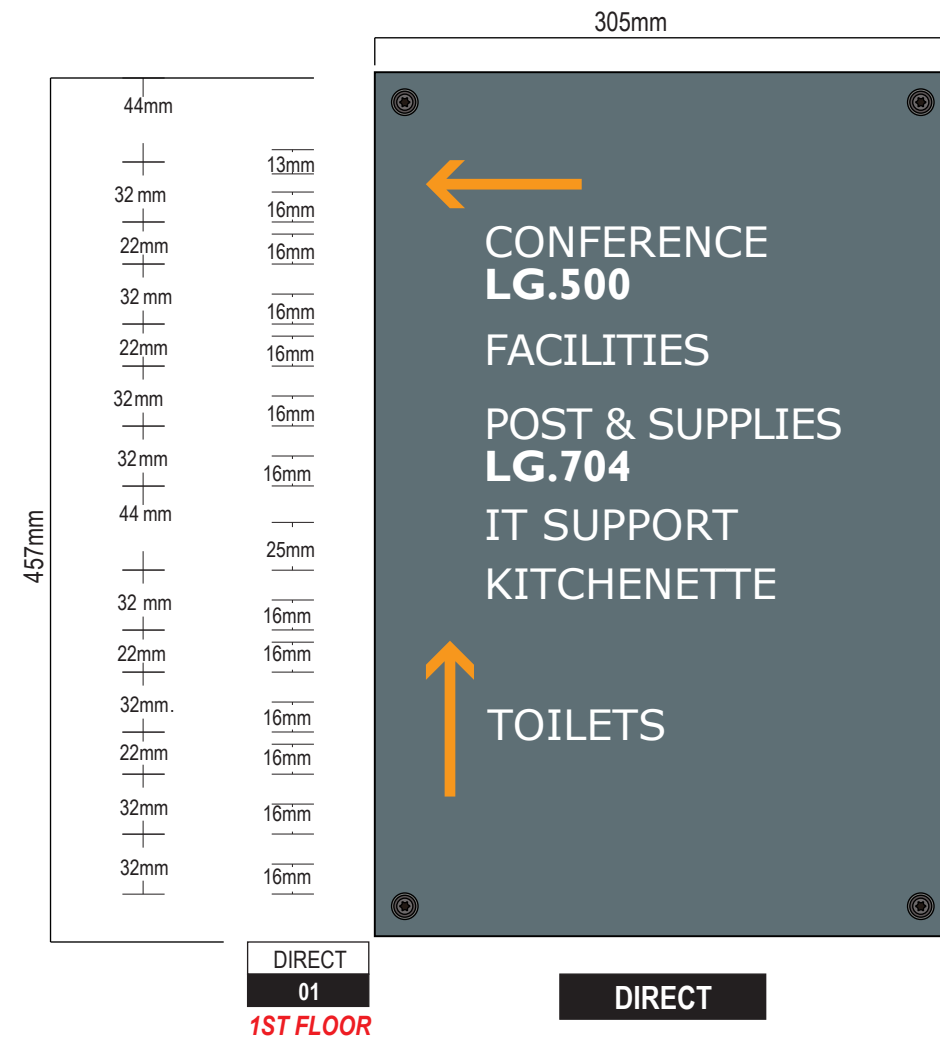 305mm
44mm
13mm
32 mm
16mm
22mm
16mm
32 mm
16mm
22mm
16mm
32mm
16mm
32mm
16mm
44 mm
25mm
32 mm
16mm
22mm
16mm
32mm.
16mm
22mm
16mm
32mm
16mm
32mm
16mm
457mm
CONFERENCE
LG.500
FACILITIES
POST & SUPPLIES
LG.704
IT SUPPORT
KITCHENETTE
TOILETS
DIRECT
01
1ST FLOOR
DIRECT